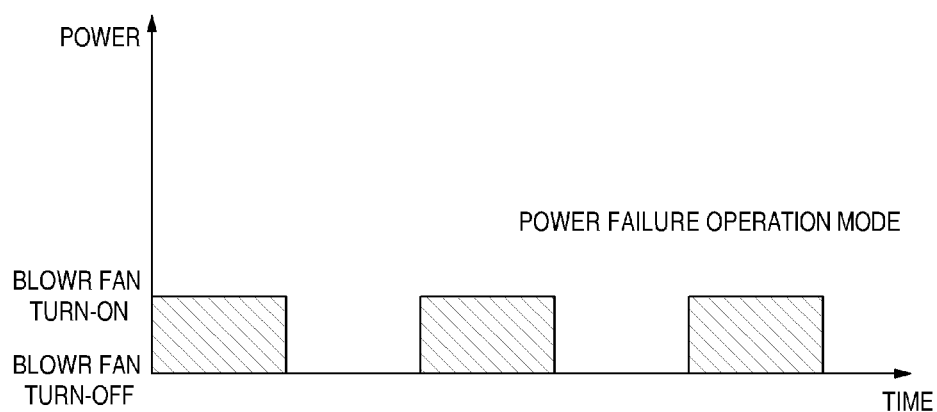 POWER
POWER FAILURE OPERATION MODE
BLOWR FAN
TURN-ON
BLOWR FAN
TURN-OFF
TIME